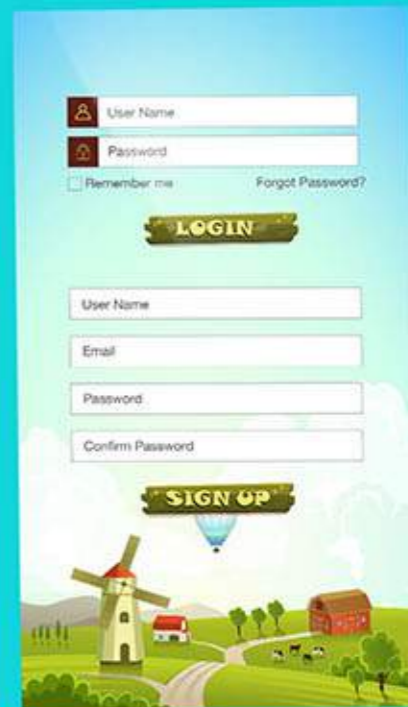 User Name
Password
Remember me Forgot Password?
LOGIN
User Name
Email
Password
Confirm Password
SIGN UP